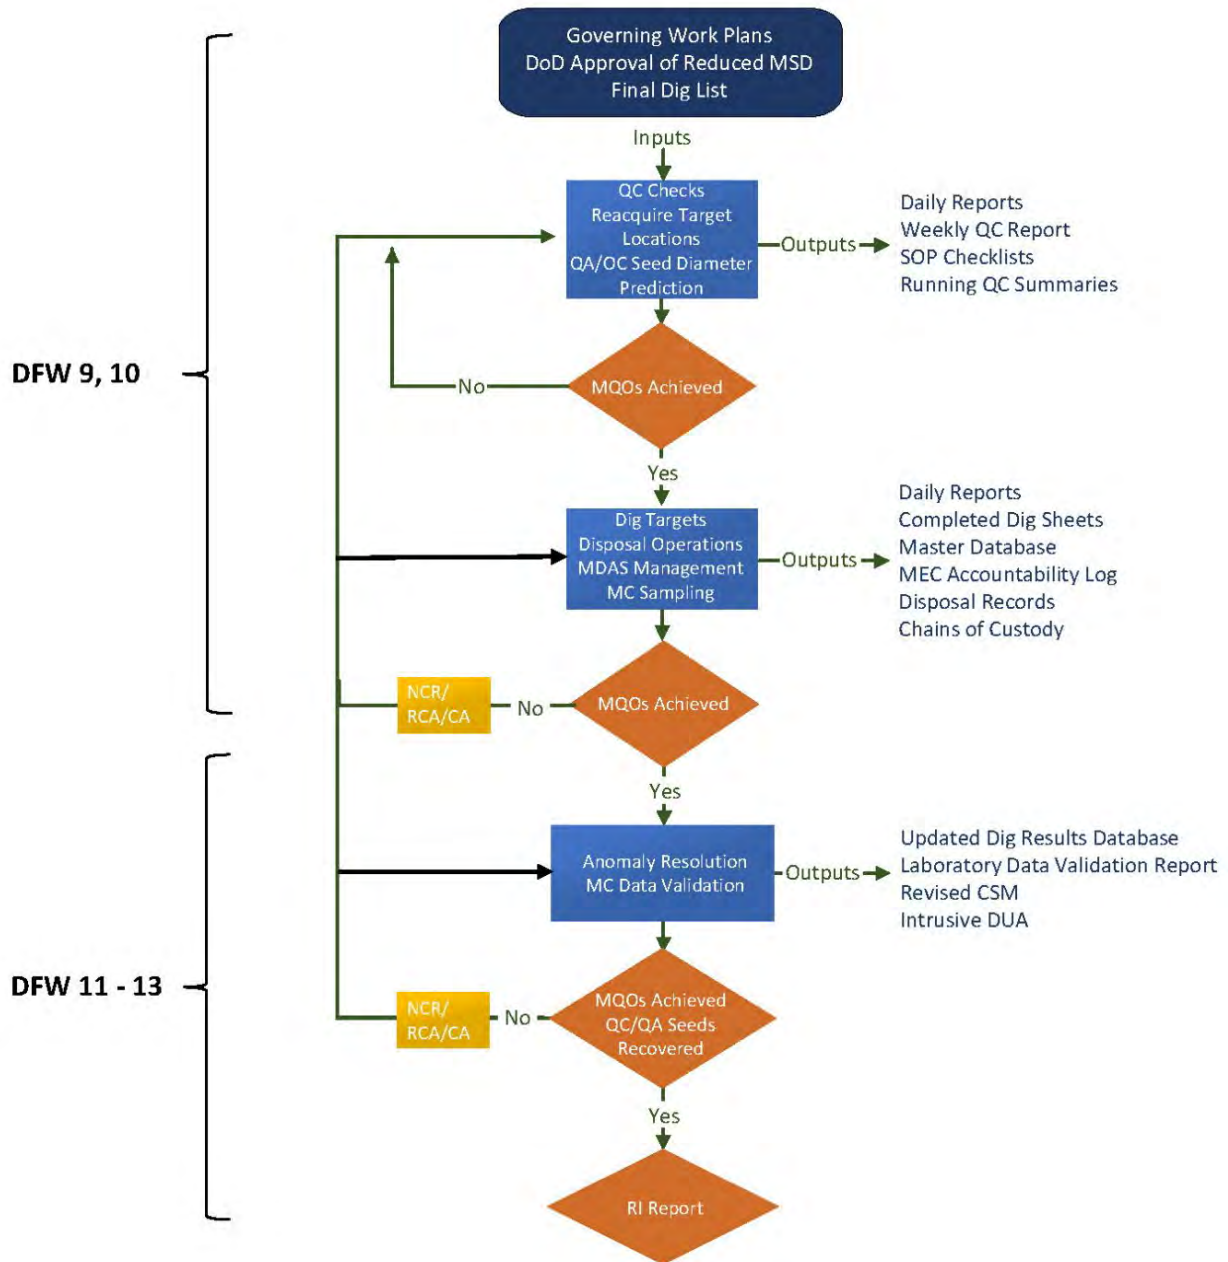 Governing Work Plans
DoD Approval of Reduced MSD
Final Dig List
Inputs
QC Checks
Reacquire Target
Locations
QA/OC Seed Diameter
Prediction
Outputs
Daily Reports
Weekly QC Report
SOP Checklists
Running QC Summaries
DFW 9, 10
No
MQOs Achieved
Yes
Dig Targets
Disposal Operations
MDAS Management
MC Sampling
Outputs
Daily Reports
Completed Dig Sheets
Master Database
MEC Accountability Log
Disposal Records
Chains of Custody
NCR/
RCA/CA
No
MQOs Achieved
Yes
Anomaly Resolution
MC Data Validation
Outputs
Updated Dig Results Database
Laboratory Data Validation Report
Revised CSM
Intrusive DUA
DFW 11 - 13
NCR/
RCA/CA
No
MQOs Achieved
QC/QA Seeds
Recovered
Yes
RI Report